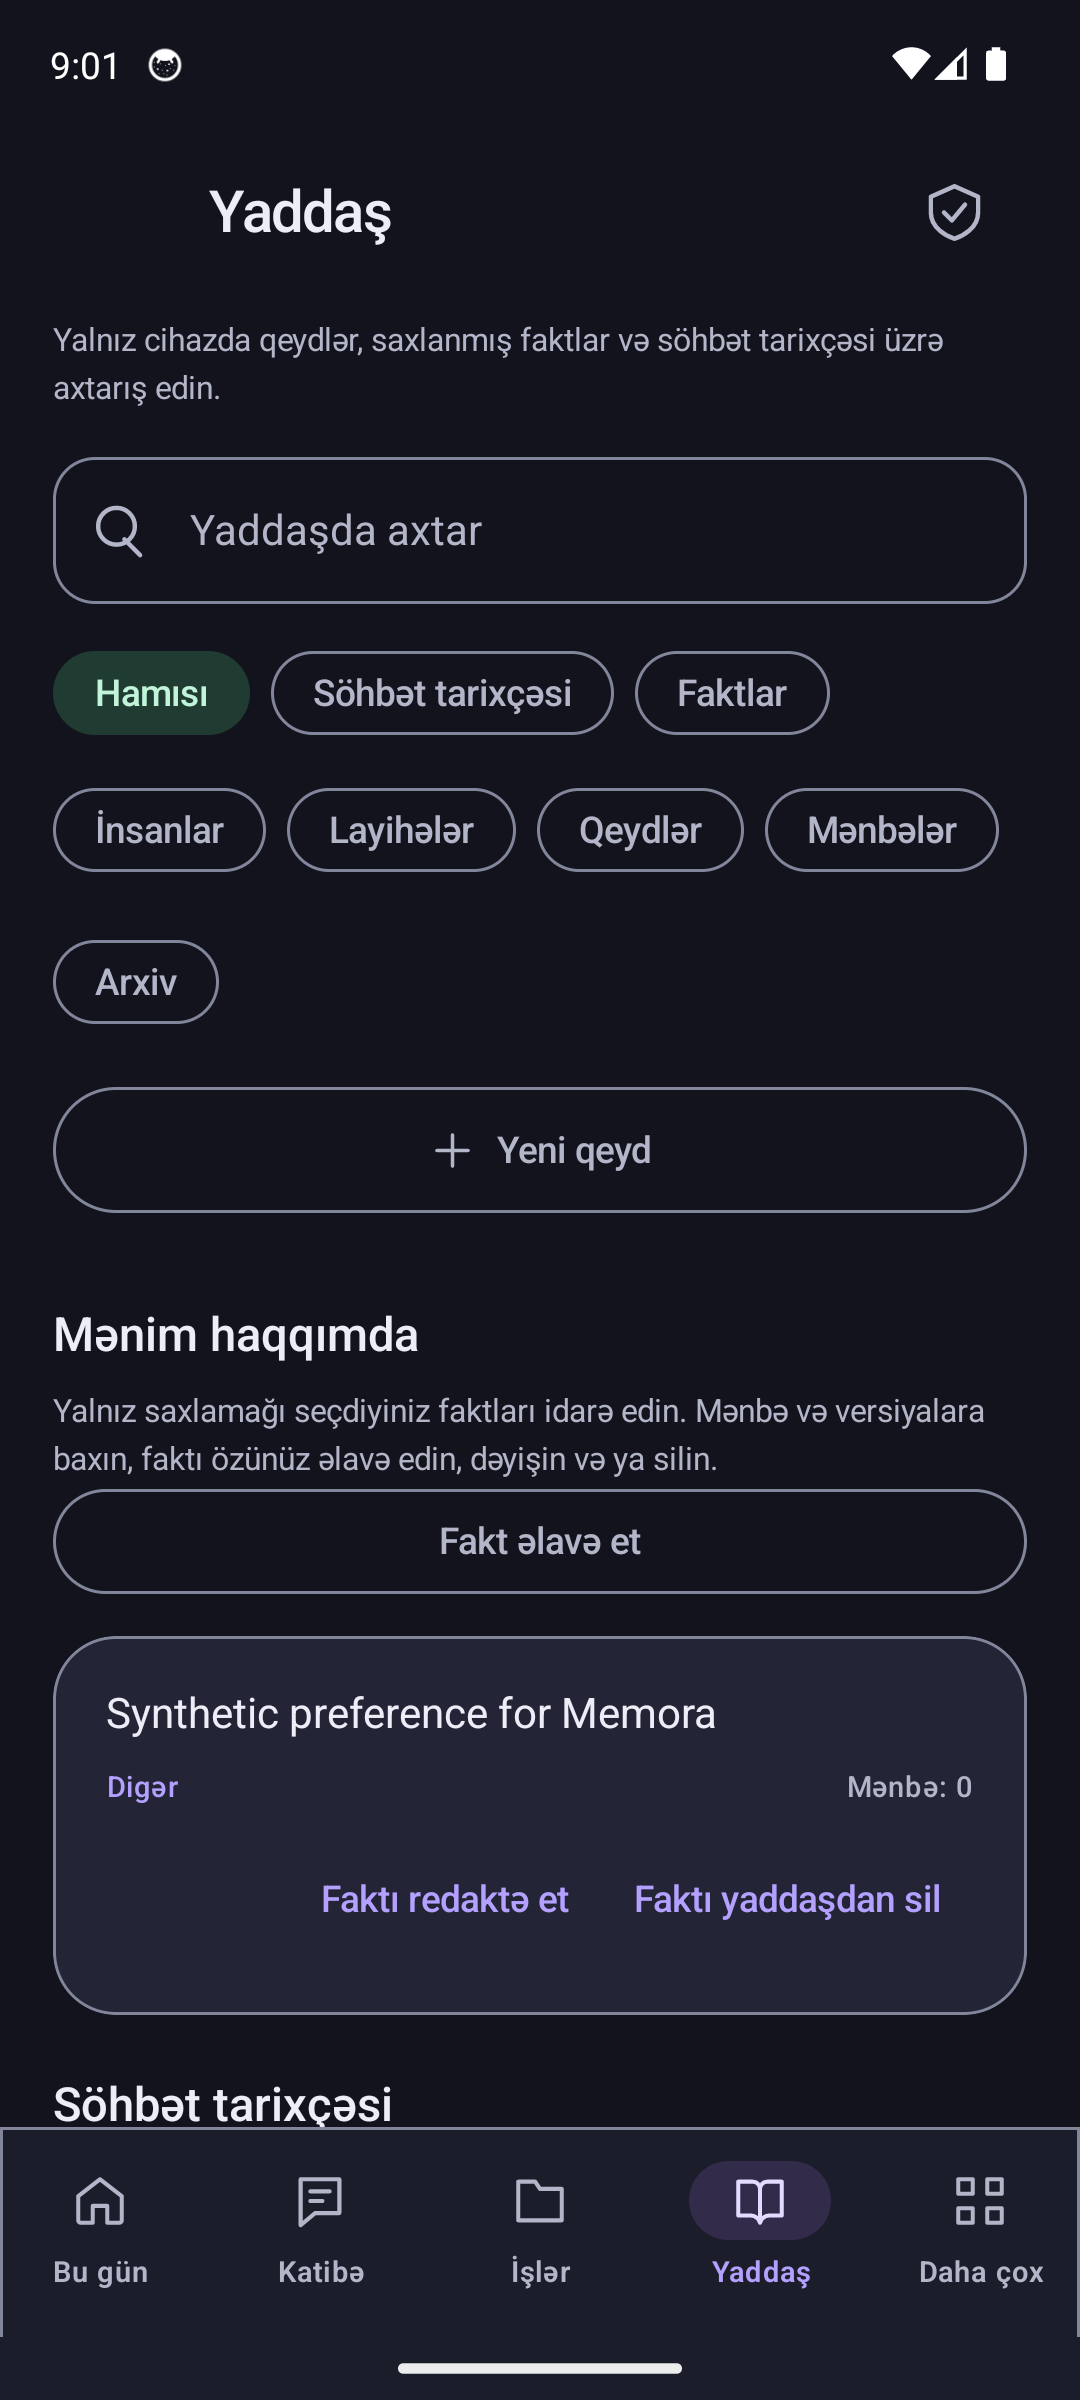 9:01
Yaddaş
Yalnız cihazda qeydlər, saxlanmış faktlar və söhbət tarixçəsi üzrə
axtarış edin.
Yaddaşda axtar
Hamısı Söhbət tarixçəsi Faktlar
İnsanlar Layihələr Qeydlər Mənbələr
Arxiv
Yeni qeyd
Mənim haqqımda
Yalnız saxlamağı seçdiyiniz faktları idarə edin. Mənbə və versiyalara
baxın, faktı özünüz əlavə edin, dəyişin və ya silin.
Fakt əlavə et
Synthetic preference for Memora
Digər Mənbə: 0
Faktı redaktə et Faktı yaddaşdan sil
Söhbət tarixçəsi
Bu gün Katibə İşlər Yaddaş Daha çox